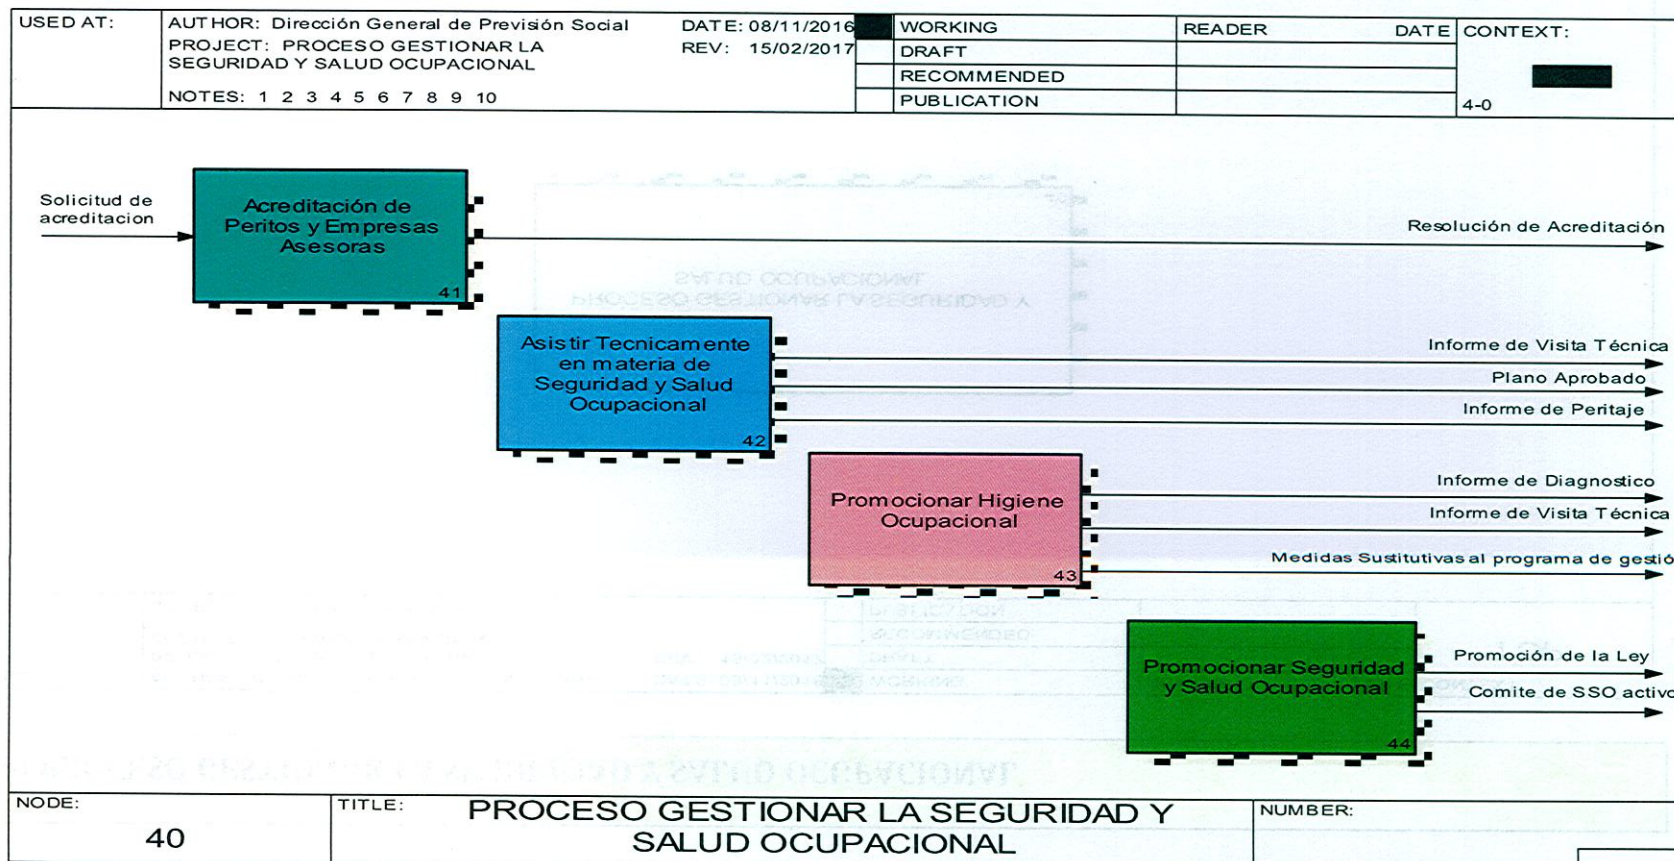 USED AT:
AUTHOR: Dirección General de Previsión Social
DATE: 08/11/2016
PROJECT: PROCESO GESTIONAR LA
SEGURIDAD Y SALUD OCUPACIONAL
REV: 15/02/2017
NOTES: 1 2 3 4 5 6 7 8 9 10
WORKING
DRAFT
RECOMMENDED
PUBLICATION
READER
DATE
CONTEXT:
4-0
Solicitud de
acreditacion
Acreditación de
Peritos y Empresas
Asesoras
41
Resolución de Acreditación
Asistir Tecnicamente
en materia de
Seguridad y Salud
Ocupacional
42
Informe de Visita Técnica
Plano Aprobado
Informe de Peritaje
Promocionar Higiene
Ocupacional
43
Informe de Diagnostico
Informe de Visita Técnica
Medidas Sustitutivas al programa de gestió
Promocionar Seguridad
y Salud Ocupacional
44
Promoción de la Ley
Comite de SSO activo
NODE:
40
TITLE:
PROCESO GESTIONAR LA SEGURIDAD Y
SALUD OCUPACIONAL
NUMBER: